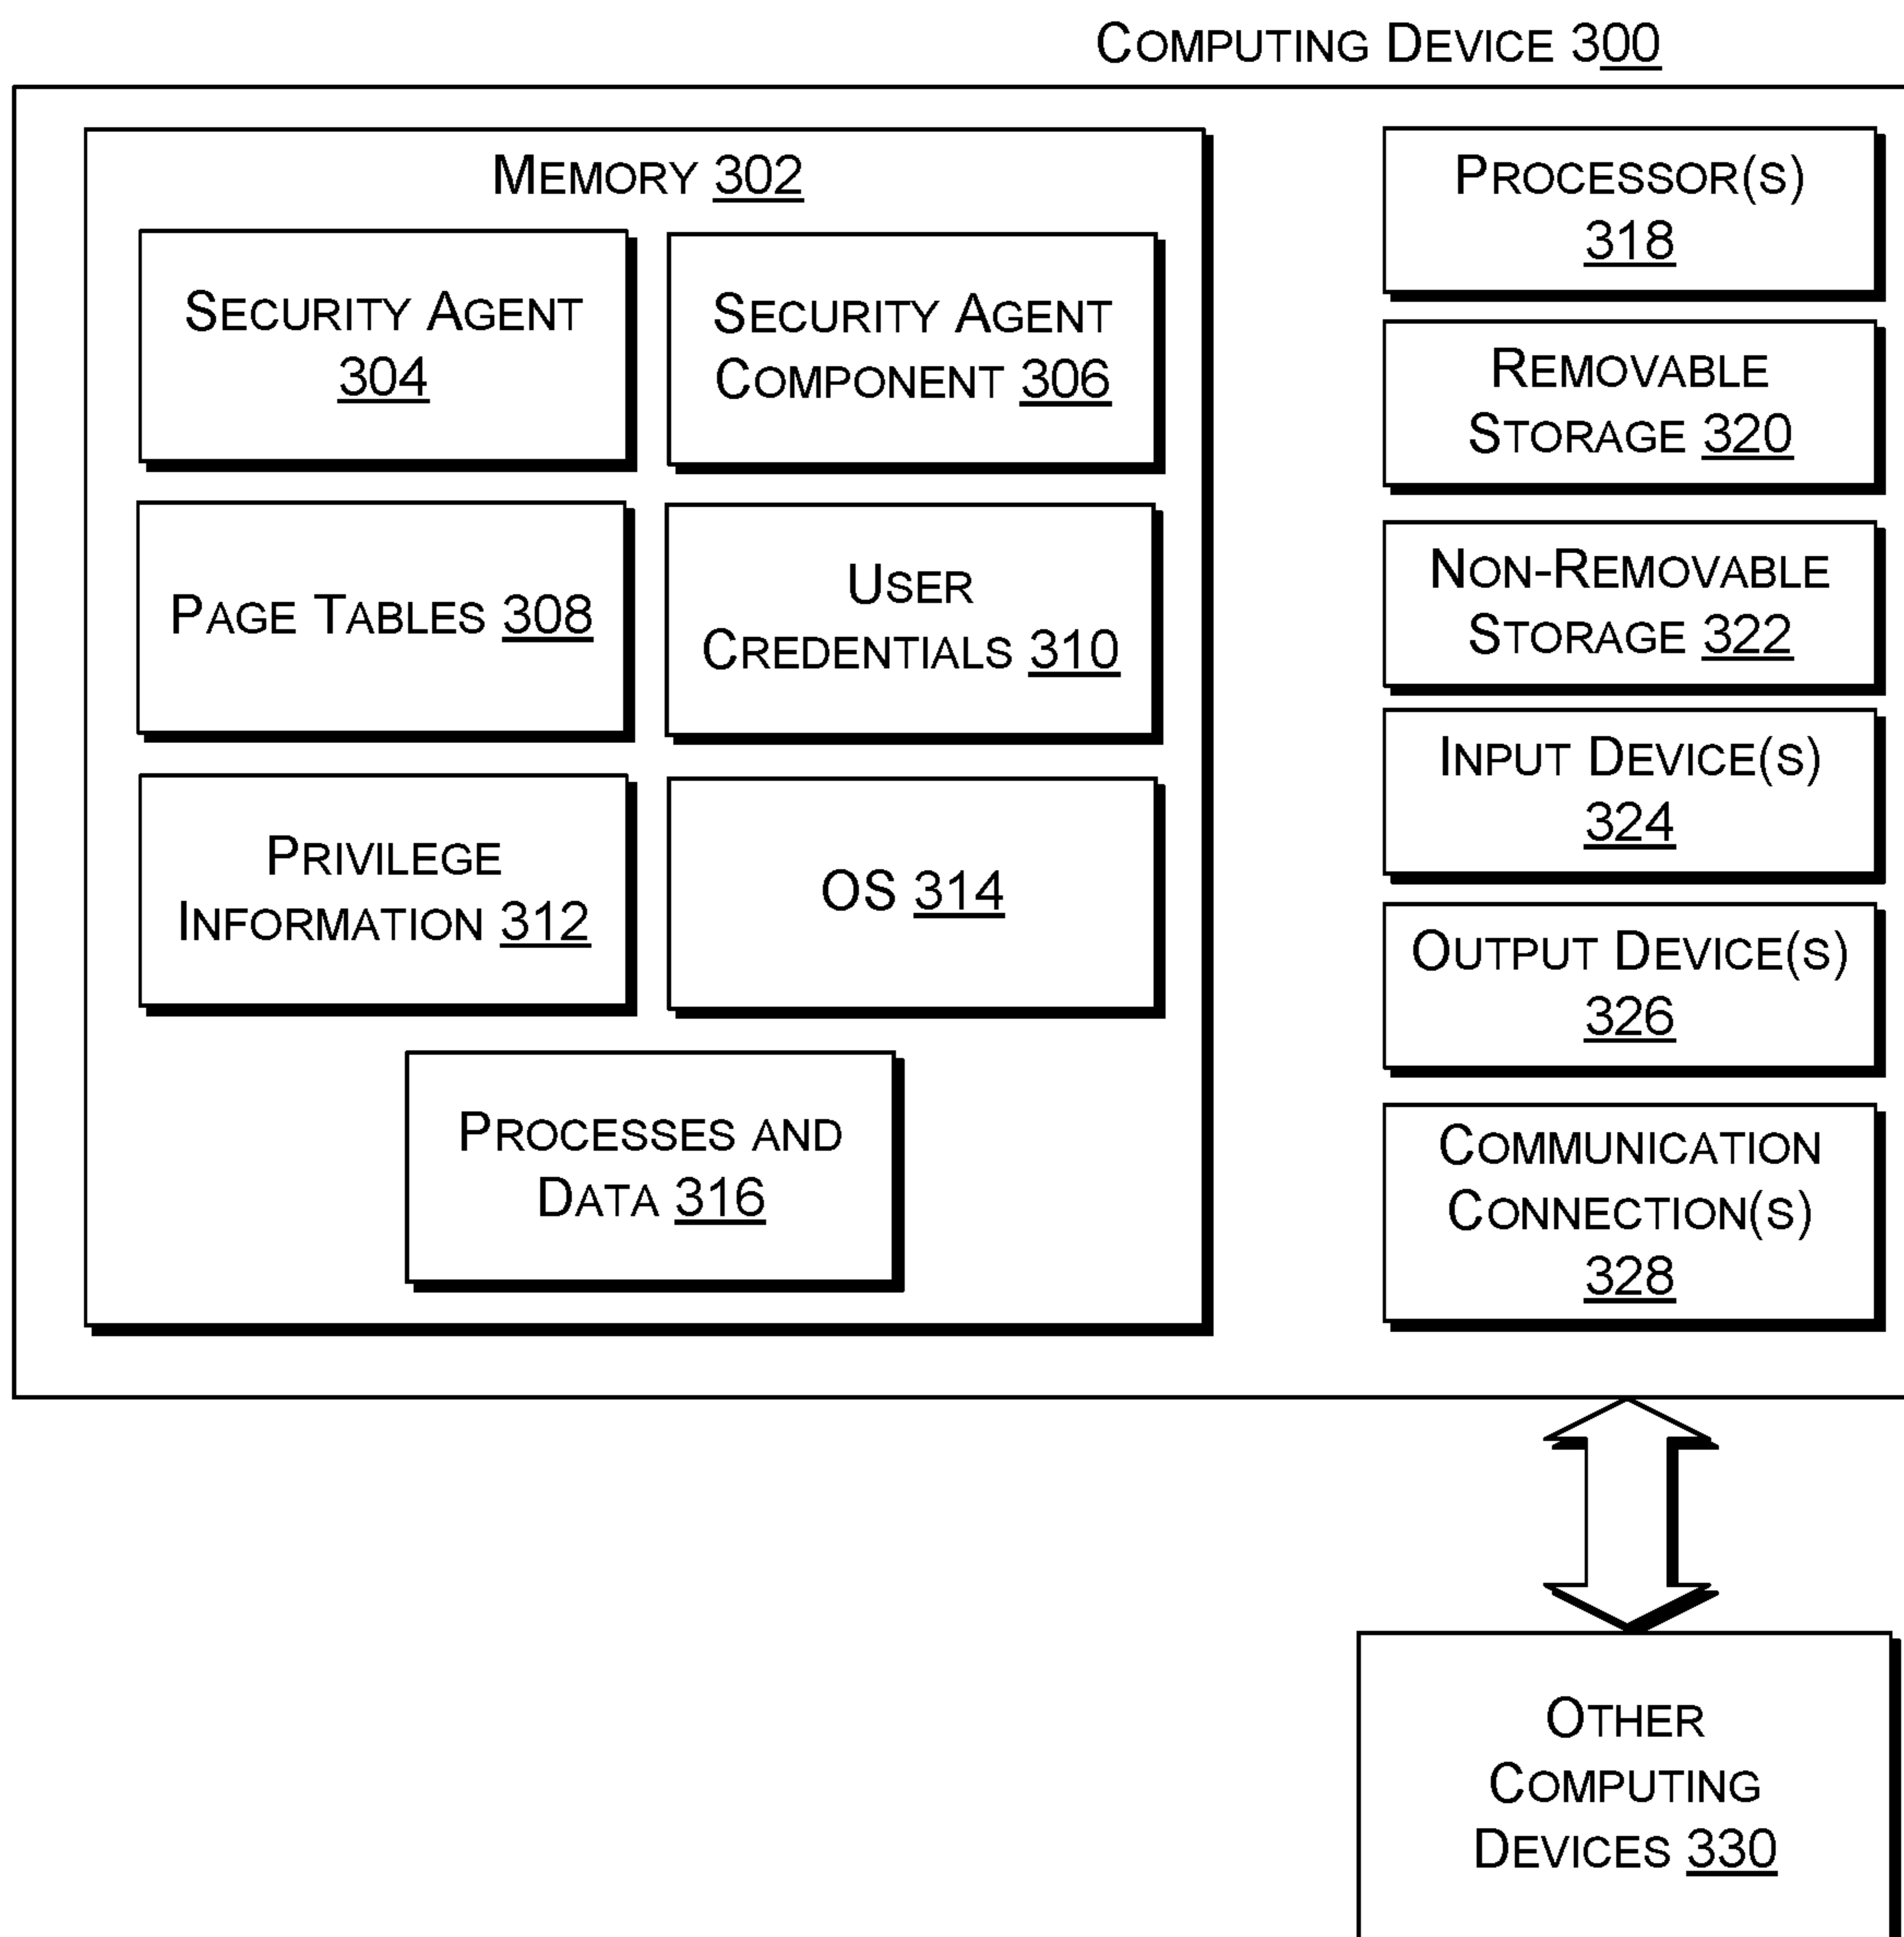 COMPUTING DEVICE 300
MEMORY 302
SECURITY AGENT
304
SECURITY AGENT
COMPONENT 306
PAGE TABLES 308
USER
CREDENTIALS 310
PRIVILEGE
INFORMATION 312
OS 314
PROCESSES AND
DATA 316
PROCESSOR(S)
318
REMOVABLE
STORAGE 320
NON-REMOVABLE
STORAGE 322
INPUT DEVICE(S)
324
OUTPUT DEVICE(S)
326
COMMUNICATION
CONNECTION(S)
328
OTHER
COMPUTING
DEVICES 330